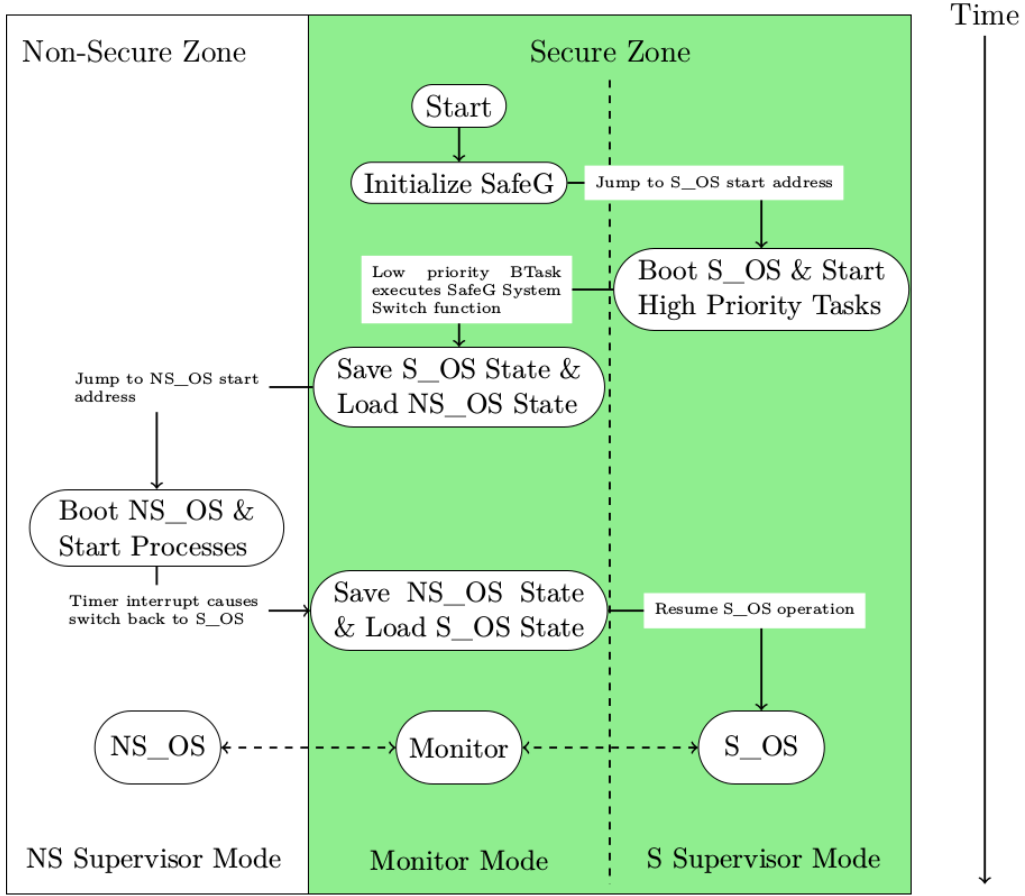 Time
Non-Secure Zone
Secure Zone
Start
Initialize SafeG
Jump to S_OS start address
Boot S_OS & Start
High Priority Tasks
Low priority BTask
executes SafeG System
Switch function
Save S_OS State &
Load NS_OS State
Jump to NS_OS start
address
Boot NS_OS &
Start Processes
Timer interrupt causes
switch back to S_OS
Save NS_OS State
& Load S_OS State
Resume S_OS operation
NS_OS
Monitor
S_OS
NS Supervisor Mode
Monitor Mode
S Supervisor Mode